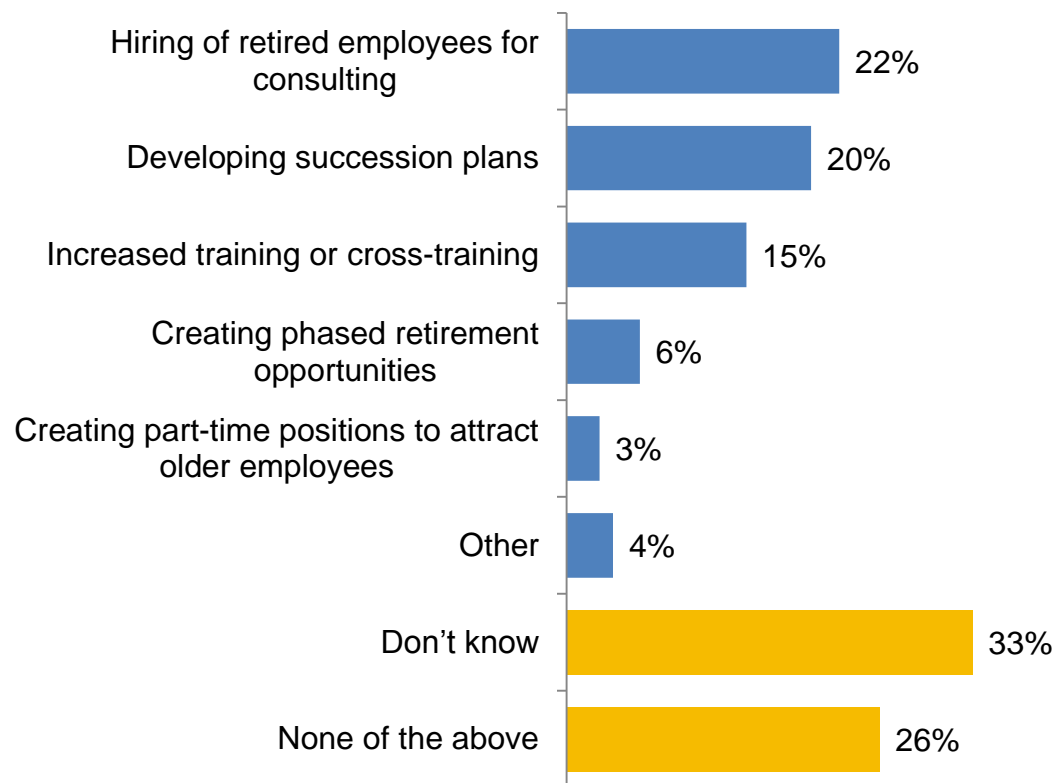 Hiring of retired employees for
consulting
22%
Developing succession plans
20%
Increased training or cross-training
15%
Creating phased retirement
opportunities
6%
Creating part-time positions to attract
older employees
3%
Other
4%
Don’t know
33%
None of the above
26%